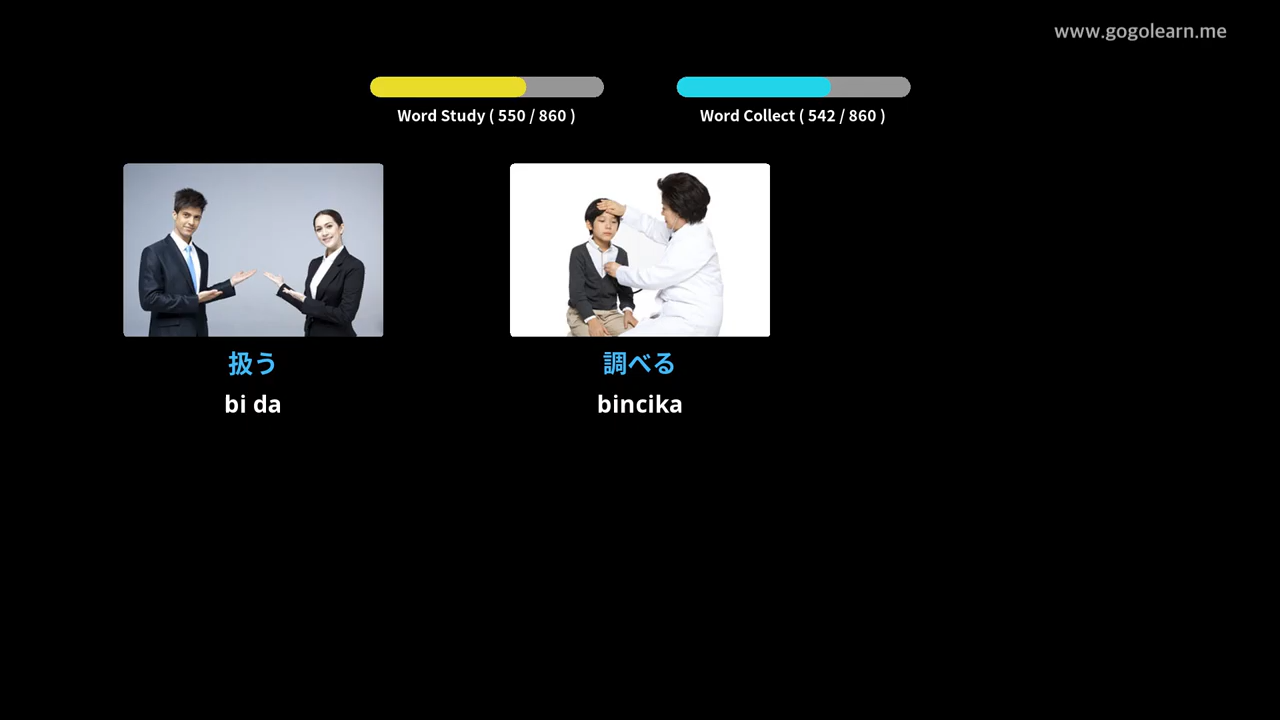 www.gogolearn.me
Word Study ( 550 / 860 )
Word Collect ( 542 / 860 )
扱う
bi da
調べる
bincika